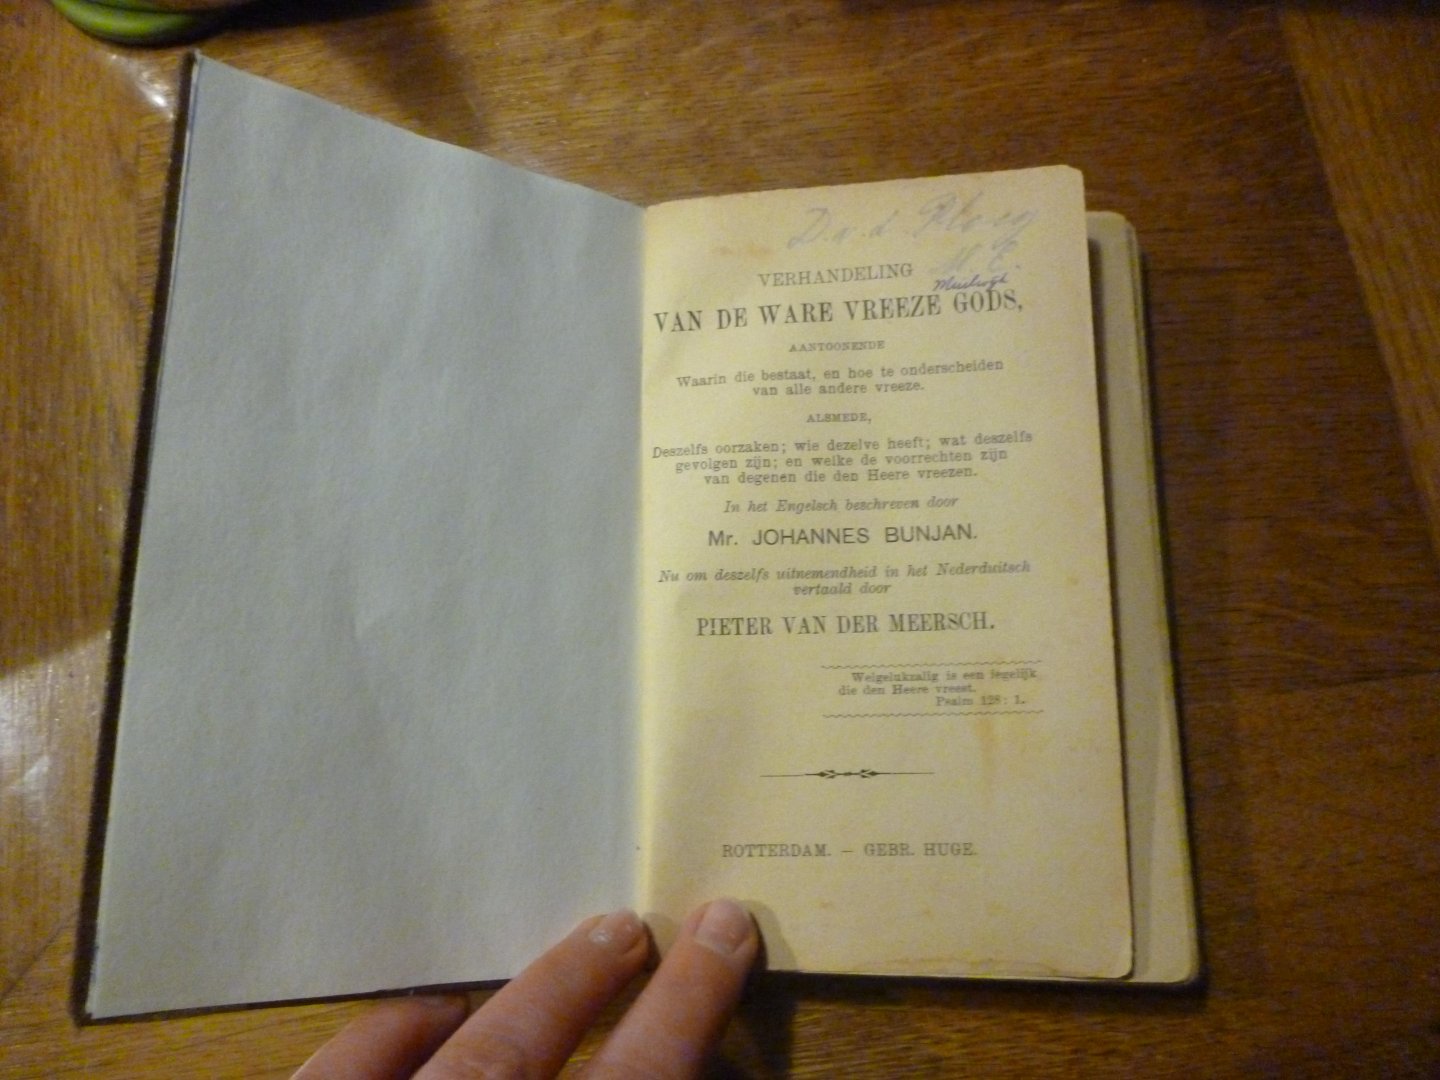 D. v. d. Ploeg
VERHANDELING
VAN DE WARE VREEZE GODS,
AANTOONENDE
Waarin die bestaat, en hoe te onderscheiden
van alle andere vreeze.
ALSMEDE,
Deszelfs oorzaken; wie dezelve heeft; wat deszelfs
gevolgen zijn; en welke de voorrechten zijn
van degenen die den Heere vreezen.
In het Engelsch beschreven door
Mr. JOHANNES BUNJAN.
Nu om deszelfs uitnemendheid in het Nederduitsch
vertaald door
PIETER VAN DER MEERSCH.
Welgelukzalig is een iegelijk
die den Heere vreest.
Psalm 128: 1.
ROTTERDAM. — GEBR. HUGE.